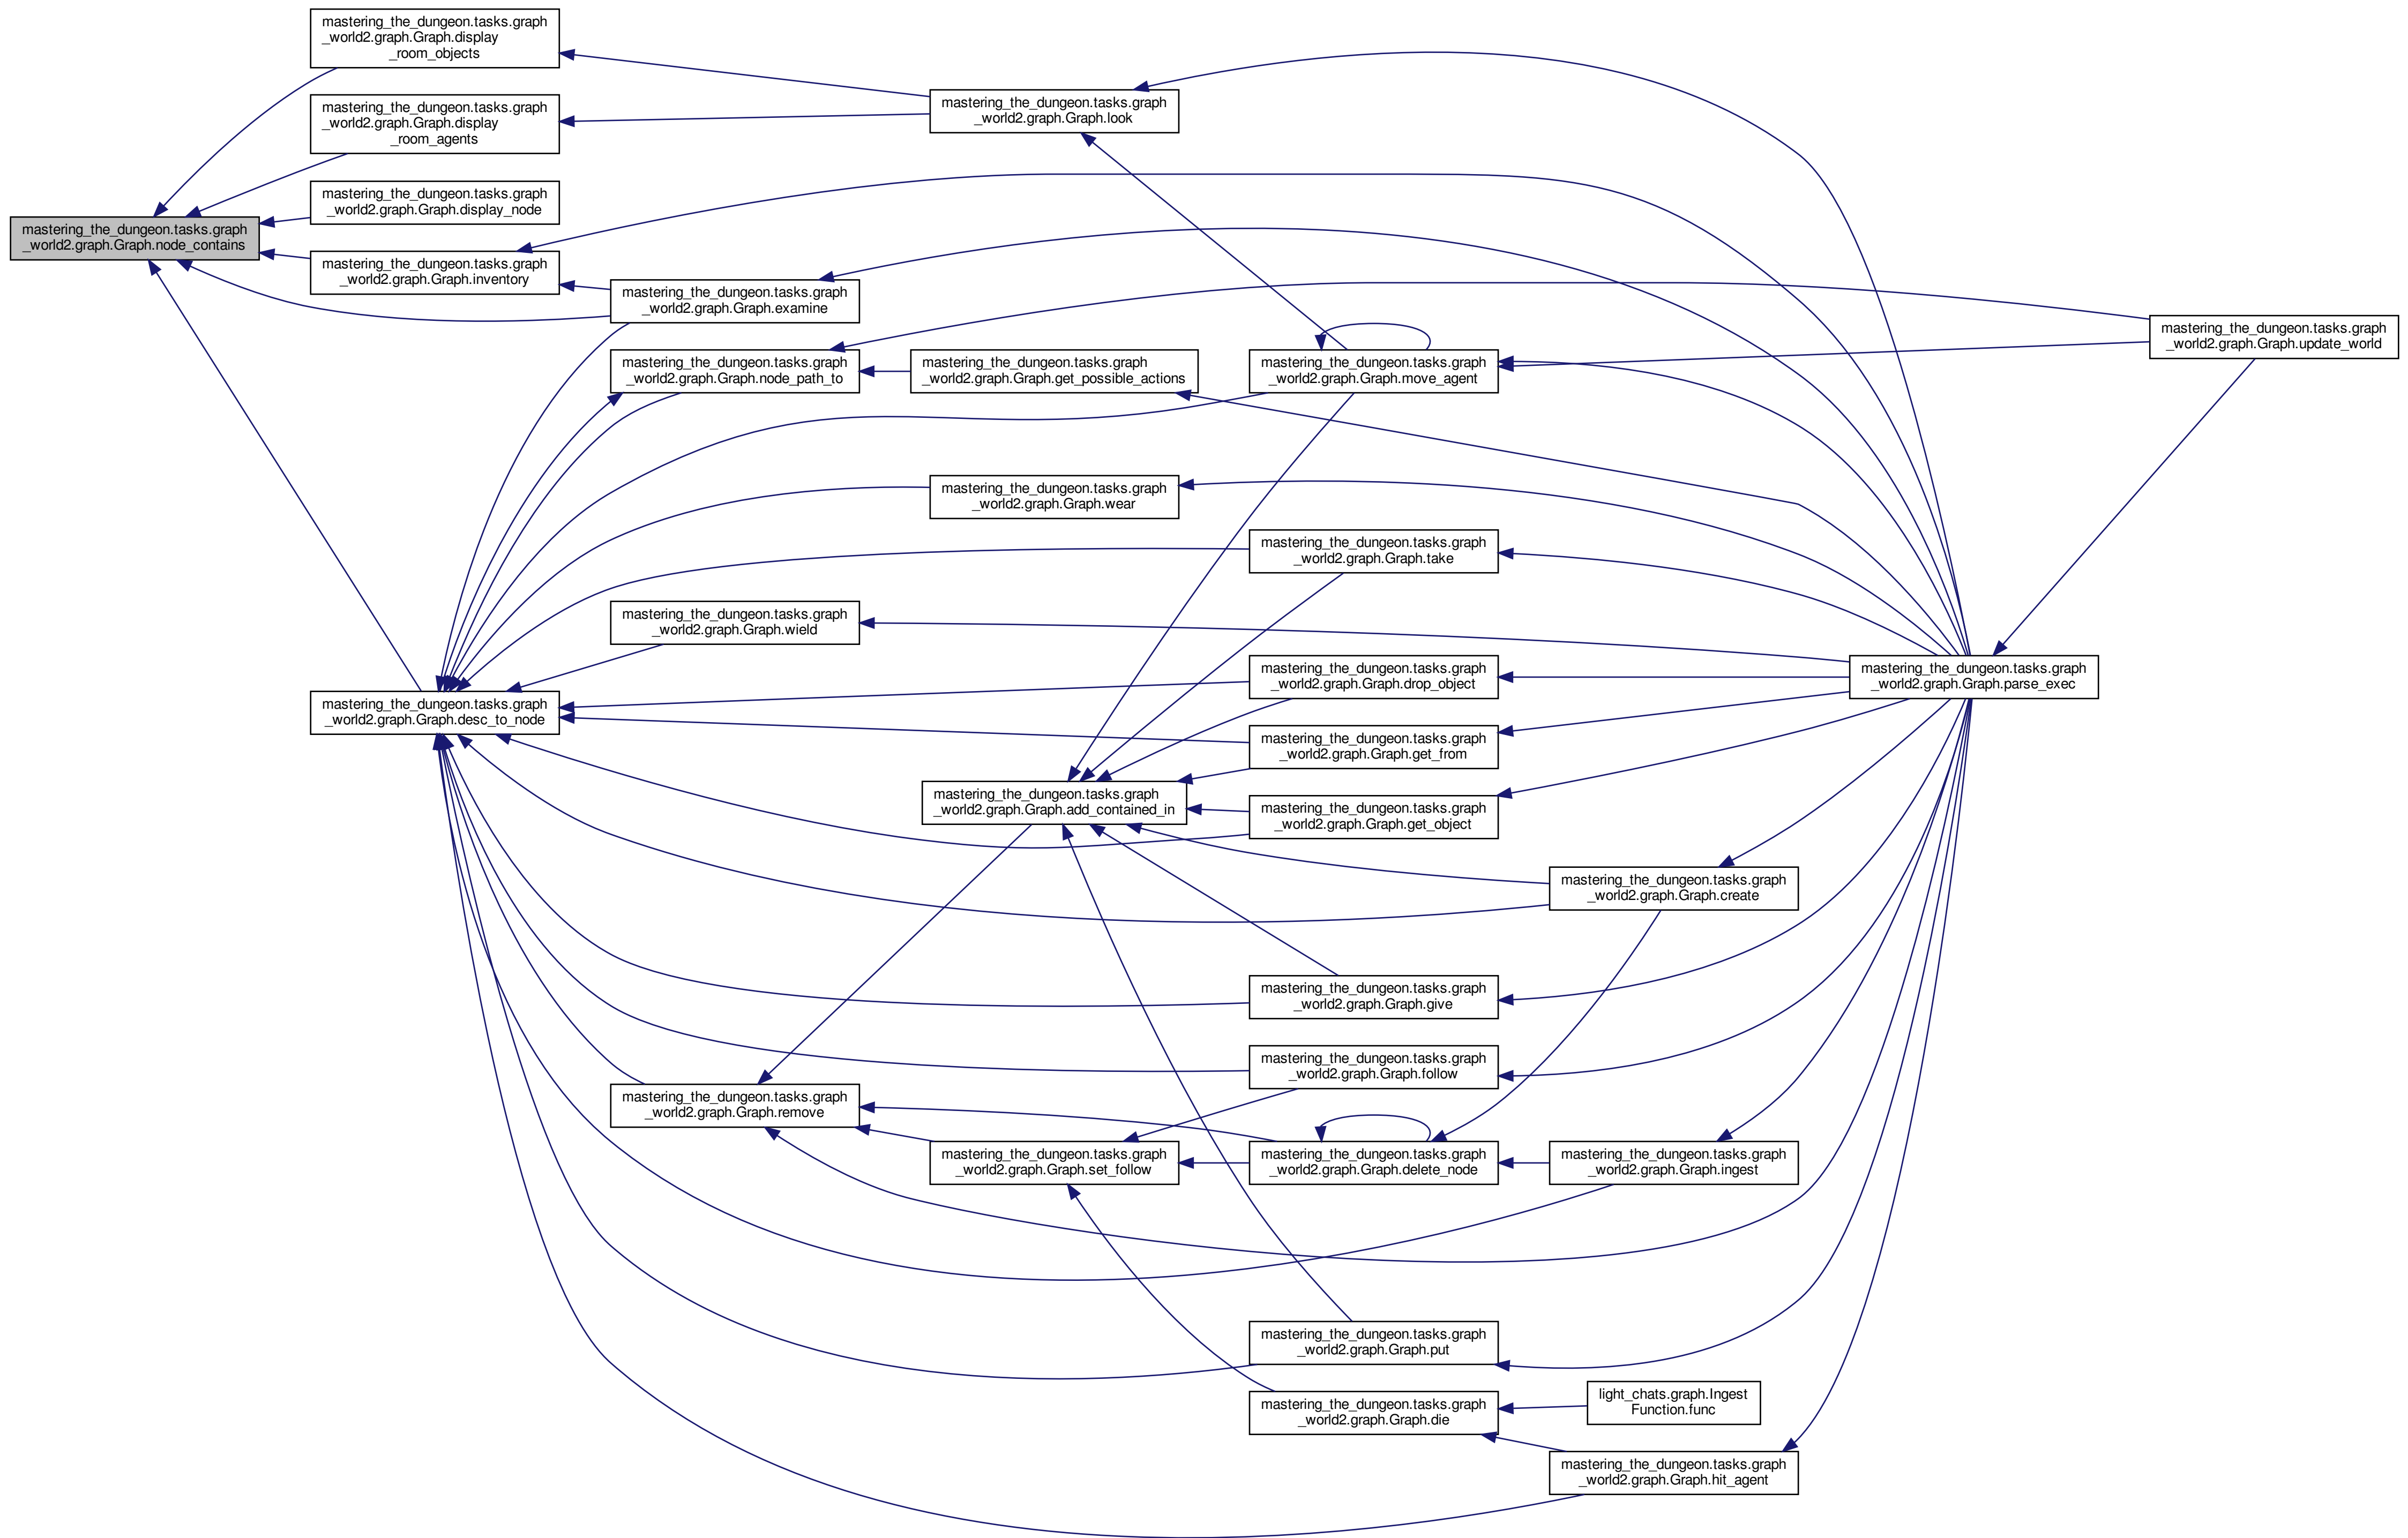 mastering_the_dungeon.tasks.graph
_world2.graph.Graph.display
_room_objects
mastering_the_dungeon.tasks.graph
_world2.graph.Graph.display
_room_agents
mastering_the_dungeon.tasks.graph
_world2.graph.Graph.display_node
mastering_the_dungeon.tasks.graph
_world2.graph.Graph.node_contains
mastering_the_dungeon.tasks.graph
_world2.graph.Graph.inventory
mastering_the_dungeon.tasks.graph
_world2.graph.Graph.desc_to_node
mastering_the_dungeon.tasks.graph
_world2.graph.Graph.examine
mastering_the_dungeon.tasks.graph
_world2.graph.Graph.node_path_to
mastering_the_dungeon.tasks.graph
_world2.graph.Graph.wield
mastering_the_dungeon.tasks.graph
_world2.graph.Graph.remove
mastering_the_dungeon.tasks.graph
_world2.graph.Graph.look
mastering_the_dungeon.tasks.graph
_world2.graph.Graph.get_possible_actions
mastering_the_dungeon.tasks.graph
_world2.graph.Graph.wear
mastering_the_dungeon.tasks.graph
_world2.graph.Graph.add_contained_in
mastering_the_dungeon.tasks.graph
_world2.graph.Graph.set_follow
mastering_the_dungeon.tasks.graph
_world2.graph.Graph.move_agent
mastering_the_dungeon.tasks.graph
_world2.graph.Graph.take
mastering_the_dungeon.tasks.graph
_world2.graph.Graph.drop_object
mastering_the_dungeon.tasks.graph
_world2.graph.Graph.get_from
mastering_the_dungeon.tasks.graph
_world2.graph.Graph.get_object
mastering_the_dungeon.tasks.graph
_world2.graph.Graph.give
mastering_the_dungeon.tasks.graph
_world2.graph.Graph.follow
mastering_the_dungeon.tasks.graph
_world2.graph.Graph.delete_node
mastering_the_dungeon.tasks.graph
_world2.graph.Graph.put
mastering_the_dungeon.tasks.graph
_world2.graph.Graph.die
mastering_the_dungeon.tasks.graph
_world2.graph.Graph.create
mastering_the_dungeon.tasks.graph
_world2.graph.Graph.ingest
light_chats.graph.Ingest
Function.func
mastering_the_dungeon.tasks.graph
_world2.graph.Graph.hit_agent
mastering_the_dungeon.tasks.graph
_world2.graph.Graph.parse_exec
mastering_the_dungeon.tasks.graph
_world2.graph.Graph.update_world